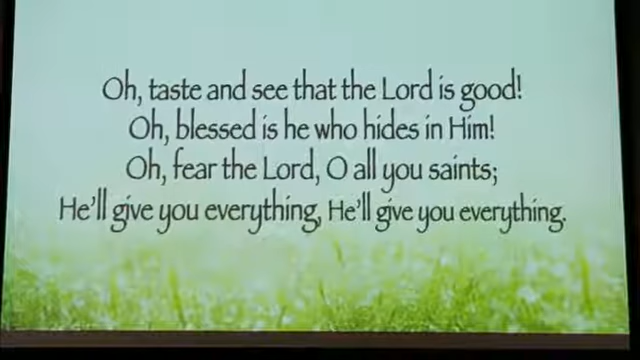 Oh, taste and see that the Lord is good!
Oh, blessed is he who hides in Him!
Oh, fear the Lord, O all you saints;
He'll give you everything, He'll give you everything.